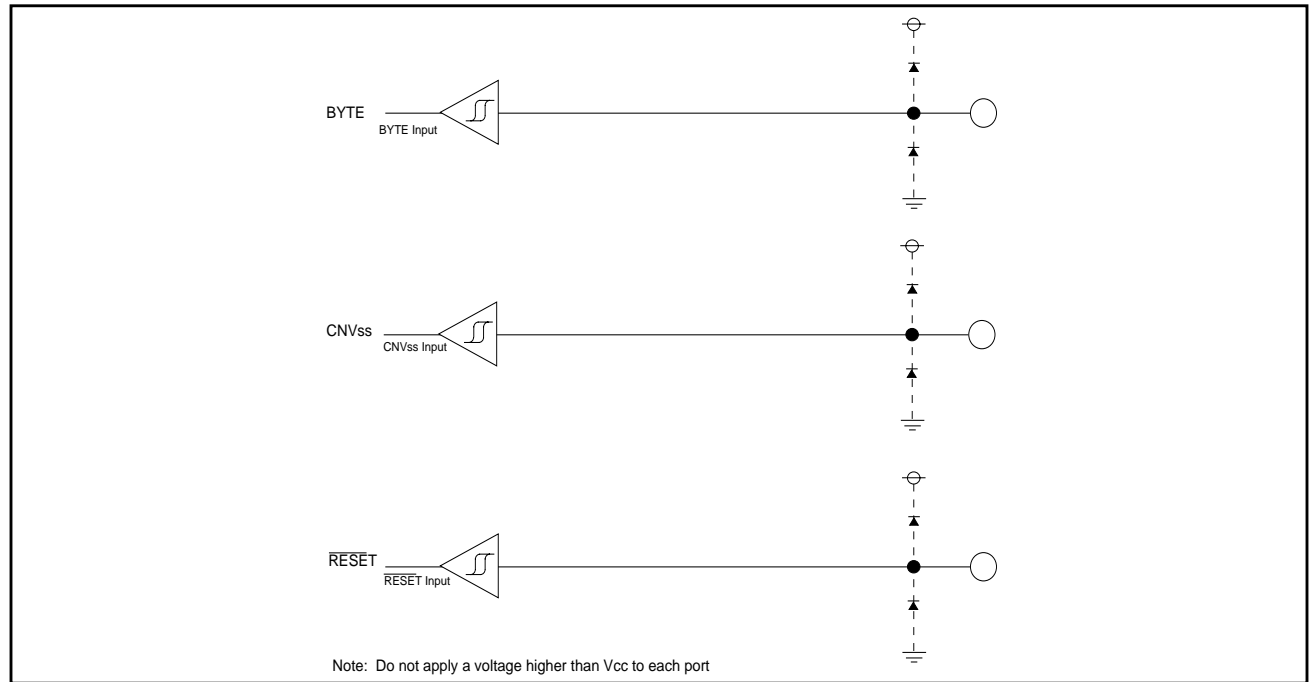 BYTE
BYTE Input
CNVss
CNVss Input
RESET
RESET Input
Note: Do not apply a voltage higher than Vcc to each port